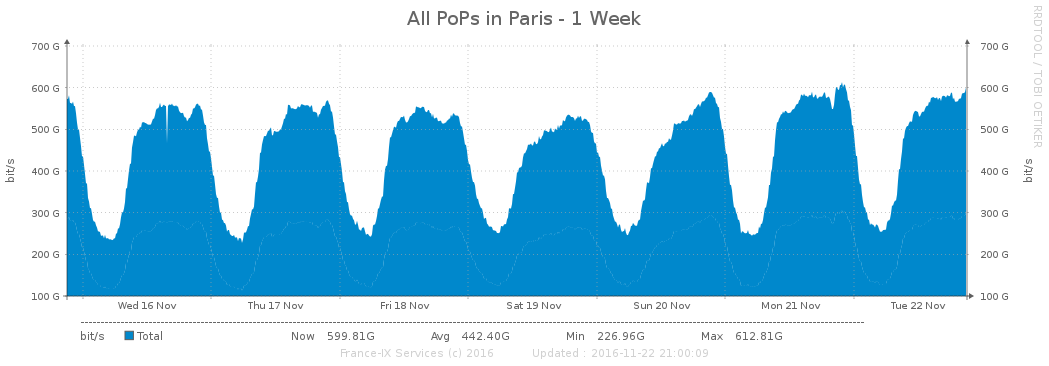 All PoPs in Paris - 1 Week
RRDTOOL / TOBI OETIKER
700 G 700 G
600 G 600 G
500 G 500 G
400 G 400 G
300 G 300 G
200 G 200 G
100 G 100 G
bit/s bit/s
Wed 16 Nov Thu 17 Nov Fri 18 Nov Sat 19 Nov Sun 20 Nov Mon 21 Nov Tue 22 Nov
bit/s Total Now 599.81G Avg 442.40G Min 226.96G Max 612.81G
France-IX Services (c) 2016 Updated : 2016-11-22 21:00:09